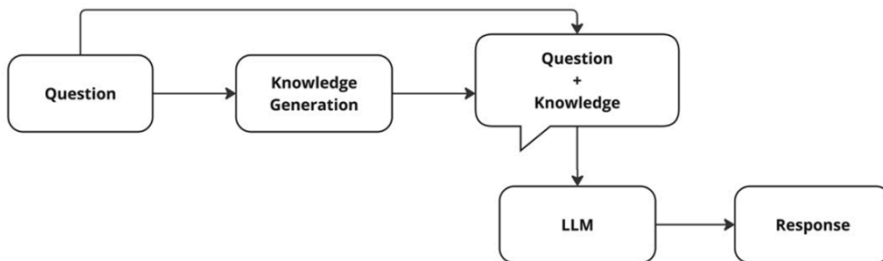 Question
Knowledge
Generation
Question
+
Knowledge
LLM
Response